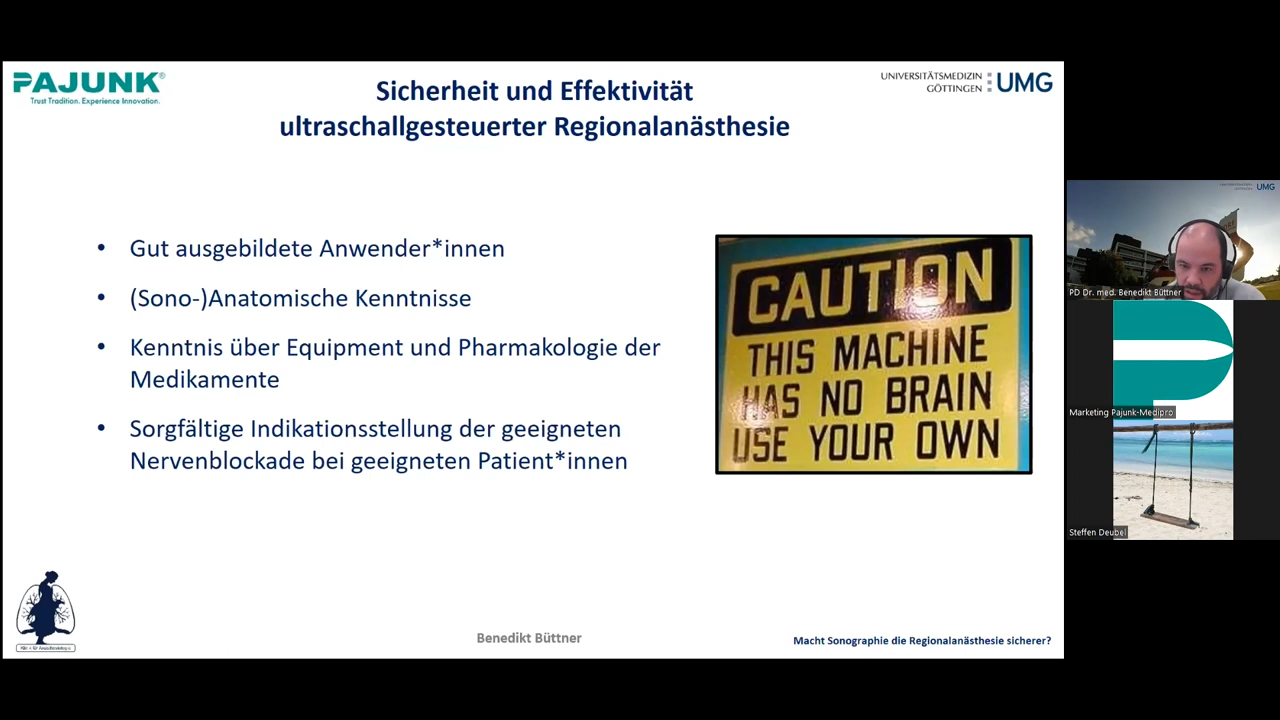 PAJUNK®
Trust Tradition. Experience Innovation.
Sicherheit und Effektivität
ultraschallgesteuerter Regionalanästhesie
UNIVERSITÄTSMEDIZIN
GÖTTINGEN
UMG
• Gut ausgebildete Anwender*innen
• (Sono-)Anatomische Kenntnisse
• Kenntnis über Equipment und Pharmakologie der
Medikamente
• Sorgfältige Indikationsstellung der geeigneten
Nervenblockade bei geeigneten Patient*innen
CAUTION
THIS MACHINE
HAS NO BRAIN
USE YOUR OWN
Benedikt Büttner
Macht Sonographie die Regionalanästhesie sicherer?
UMG
PD Dr. med. Benedikt Büttner
Marketing Pajunk-Medipro
Steffen Deubel